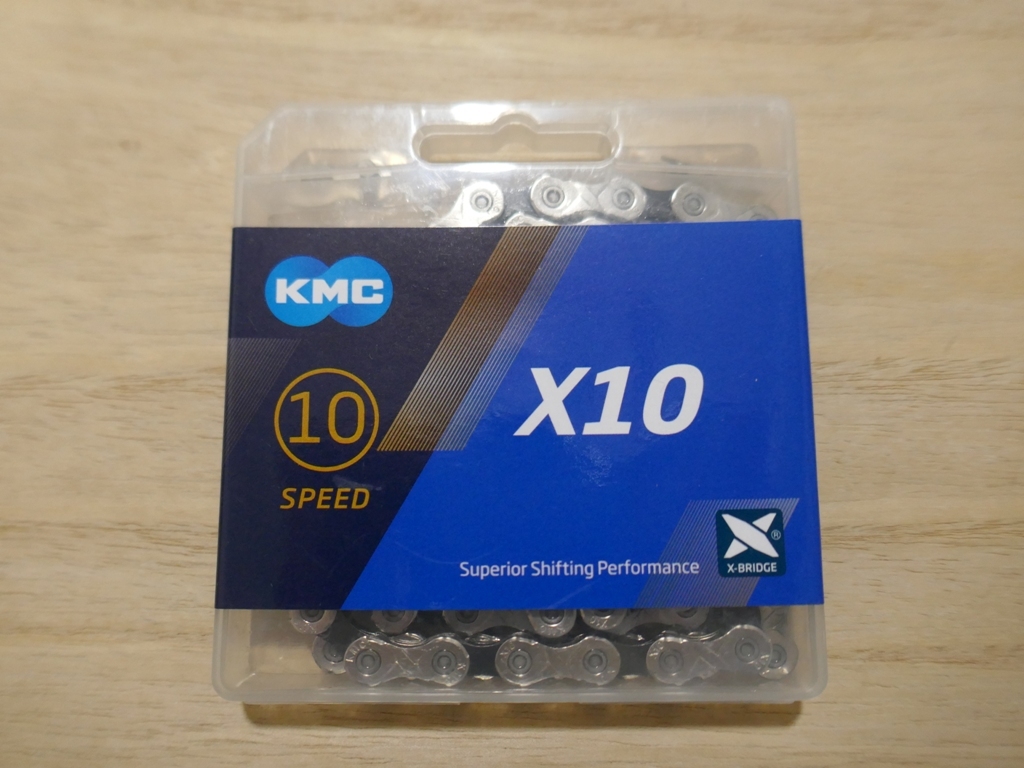 KMC
10
SPEED
X10
Superior Shifting Performance
®
X-BRIDGE